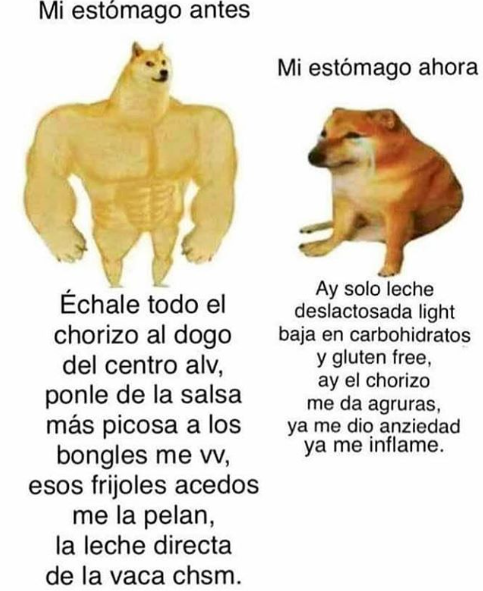 Mi estómago antes
Mi estómago ahora
Échale todo el
chorizo al dogo
del centro alv,
ponle de la salsa
más picosa a los
bongles me vv,
esos frijoles acedos
me la pelan,
la leche directa
de la vaca chsm.
Ay solo leche
deslactosada light
baja en carbohidratos
y gluten free,
ay el chorizo
me da agruras,
ya me dio anziedad
ya me inflame.